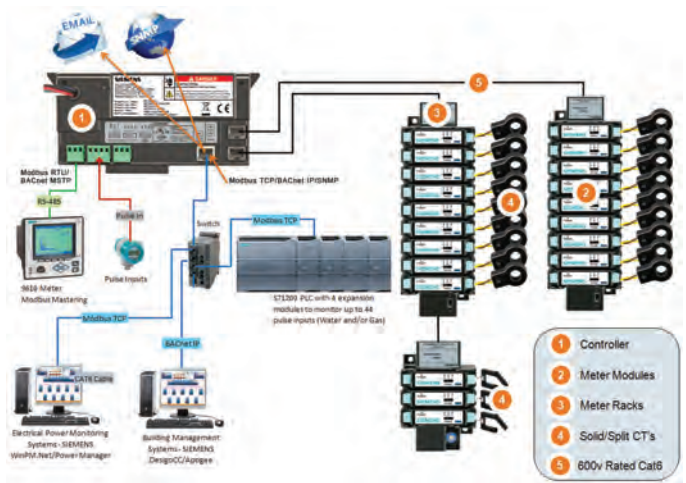 EMAIL
SNMP
SIEMENS
DANGER
1
5
3
Modbus RTU/
BACnet MSTP
Modbus TCP/BACnet IP/SNMP
RS-485
Pulse In
Switch
Modbus TCP
4
2
9610 Meter
Modbus Mastering
Pulse Inputs
S71200 PLC with 4 expansion
modules to monitor up to 44
pulse inputs (Water and/or Gas)
Modbus TCP
BACnet IP
CAT6 Cable
4
Electrical Power Monitoring
Systems - SIEMENS
WinPM.Net/Power Manager
Building Management
Systems - SIEMENS
DesigoCC/Apogee
1 Controller
2 Meter Modules
3 Meter Racks
4 Solid/Split CT's
5 600v Rated Cat6